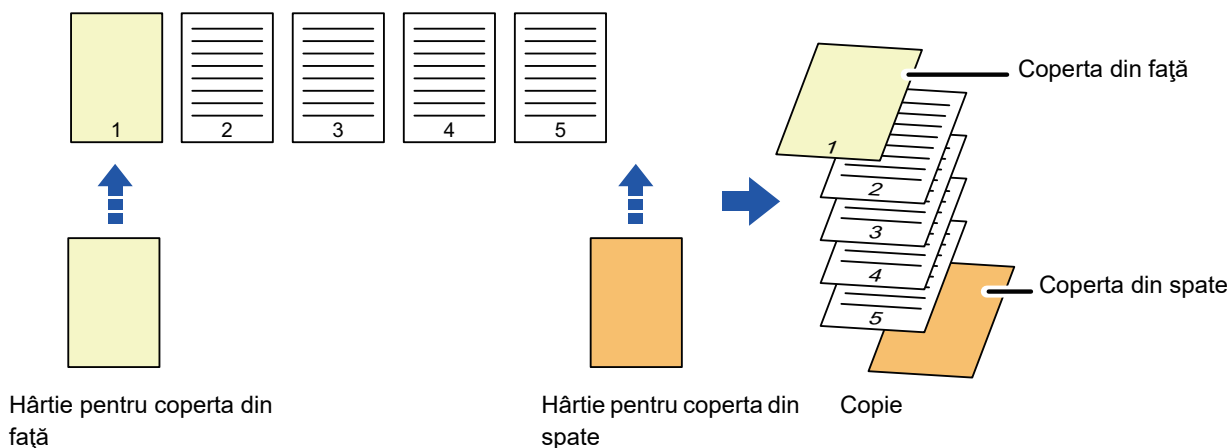 1 2 3 4 5
Coperta din faţă
1
2
3
4
5
Coperta din spate
Hârtie pentru coperta din
faţă
Hârtie pentru coperta din
spate
Copie